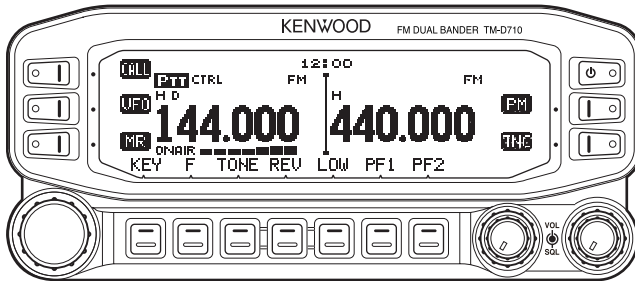 KENWOOD FM DUAL BANDER TM-D710
12:00
CALL PTT CTRL FM FM
VFO H D H PM
144.000 440.000
MR TNC
ON AIR
KEY F TONE REV LOW PF1 PF2
VOL
SQL